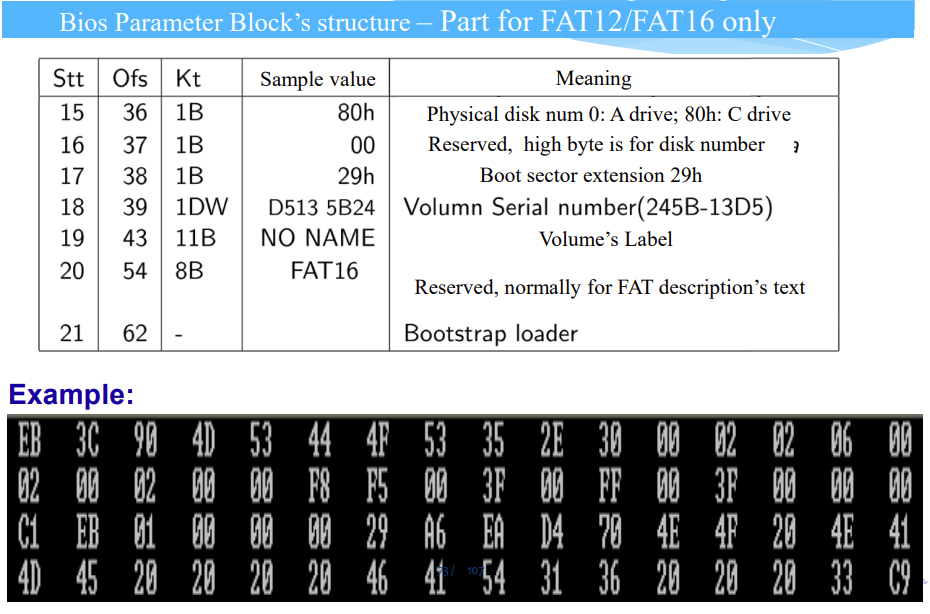 Bios Parameter Block’s structure – Part for FAT12/FAT16 only
Stt Ofs Kt Sample value Meaning
15 36 1B 80h Physical disk num 0: A drive; 80h: C drive
16 37 1B 00 Reserved, high byte is for disk number
17 38 1B 29h Boot sector extension 29h
18 39 1DW D513 5B24 Volumn Serial number(245B-13D5)
19 43 11B NO NAME Volume’s Label
20 54 8B FAT16 Reserved, normally for FAT description’s text
21 62 - Bootstrap loader
Example:
EB 3C 90 4D 53 44 4F 53 35 2E 30 00 02 02 06 00
02 00 02 00 00 F8 F5 00 3F 00 FF 00 3F 00 00 00
C1 EB 01 00 00 00 29 A6 EA D4 70 4E 4F 20 4E 41
4D 45 20 20 20 20 46 41 54 31 36 20 20 20 33 C9
/ 107